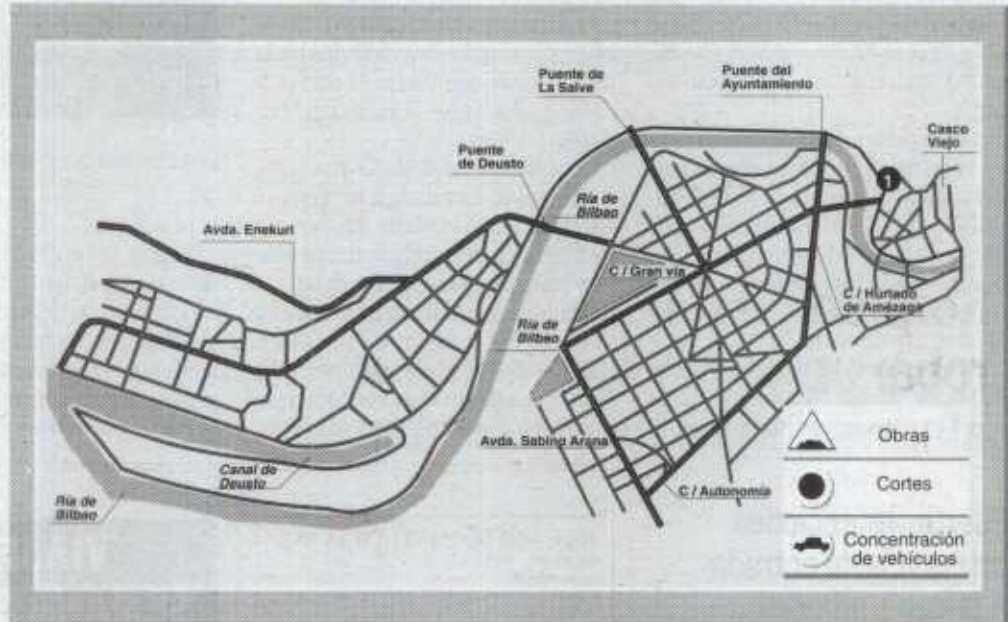 Puente de
La Salve
Puente del
Ayuntamiento
Casco
Viejo
Puente
de Deusto
1
Ría de
Bilbao
Avda. Enekuri
C / Gran vía
C / Hurtado
de Amézaga
Ría de
Bilbao
Avda. Sabino Arana
Canal de
Deusto
C / Autonomía
Ría de
Bilbao
Obras
Cortes
Concentración
de vehículos